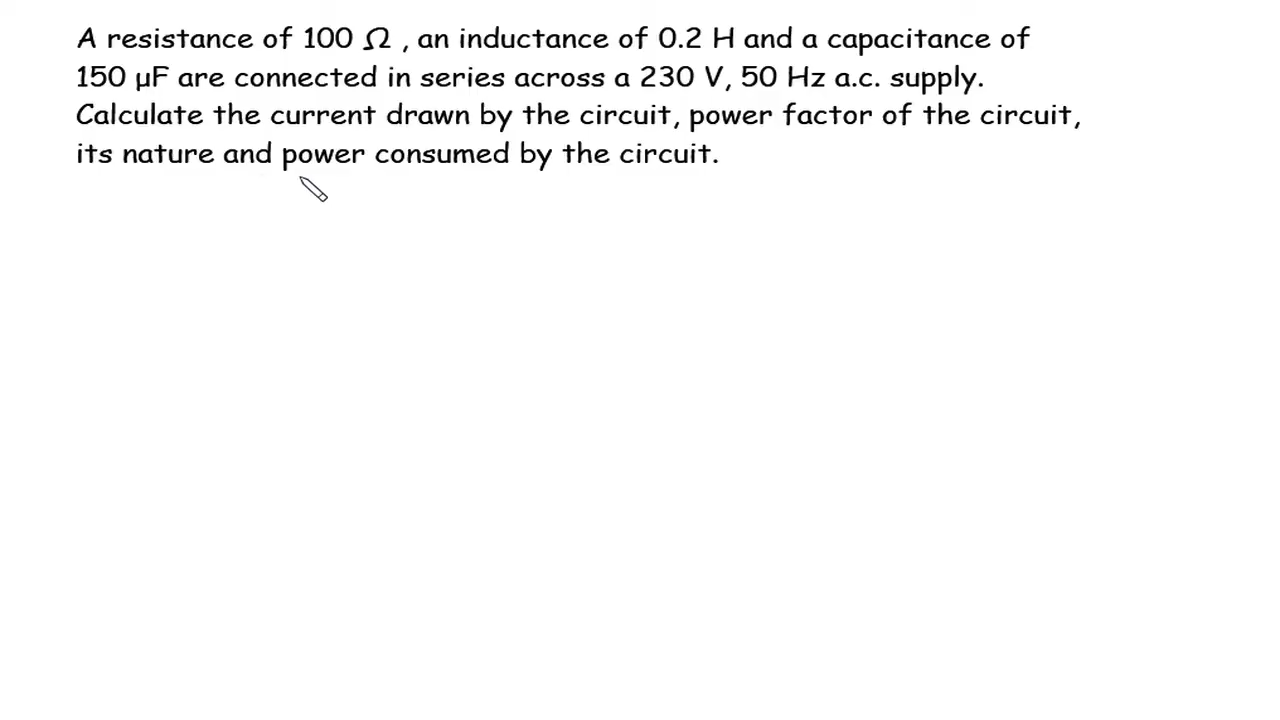 A resistance of 100 Ω , an inductance of 0.2 H and a capacitance of
150 µF are connected in series across a 230 V, 50 Hz a.c. supply.
Calculate the current drawn by the circuit, power factor of the circuit,
its nature and power consumed by the circuit.